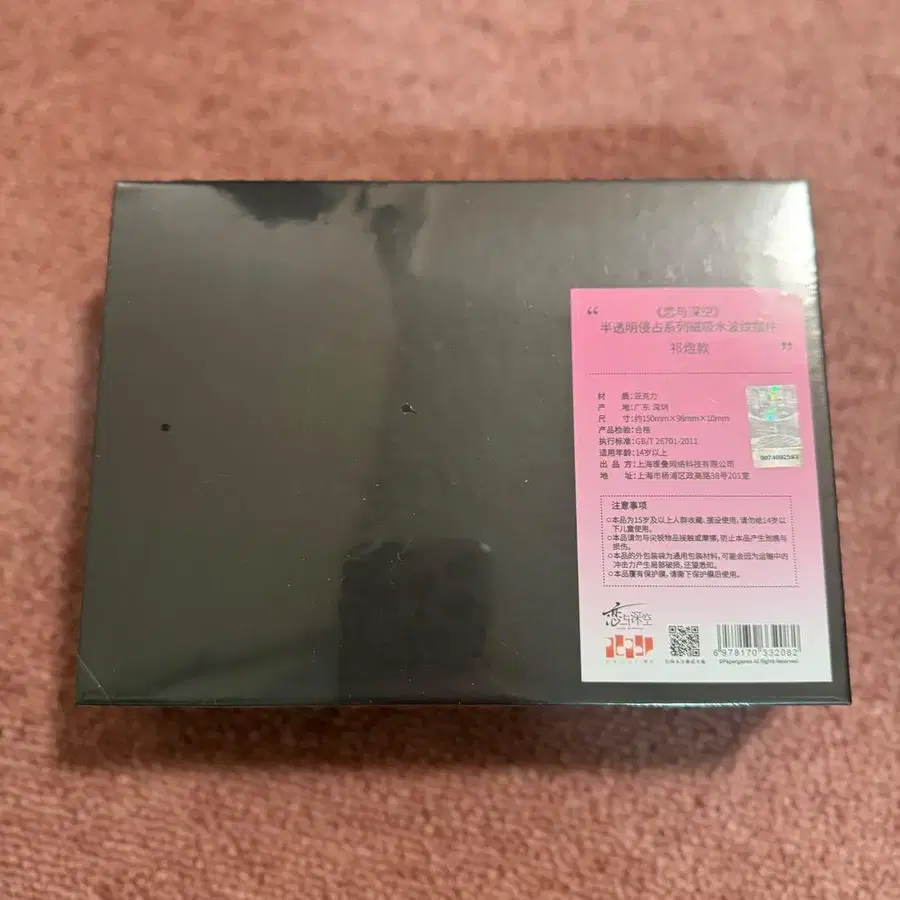 《恋与深空》
半透明侵占系列磁吸水波纹摆件
祁煜款
材 质：亚克力
产 地：广东 深圳
尺 寸：约150mm×96mm×10mm
产品检验：合格
执行标准：GB/T 26701-2011
适用年龄：14岁以上
出 品 方：上海暖叠网络科技有限公司
地 址：上海市杨浦区政高路38号201室
注意事项
○本品为15岁及以上人群收藏、摆设使用，请勿给14岁以
下儿童使用。
○本品请勿与尖锐物品接触或摩擦，防止本品产生划痕与
损伤。
○本品的外包装袋为通用包装材料，可能会因为运输中的
冲击力产生局部破损，还望悉知。
○本品覆有保护膜，请撕下保护膜后使用。
恋与深空
paper
6 978170 332082
©Papergames All Rights Reserved.